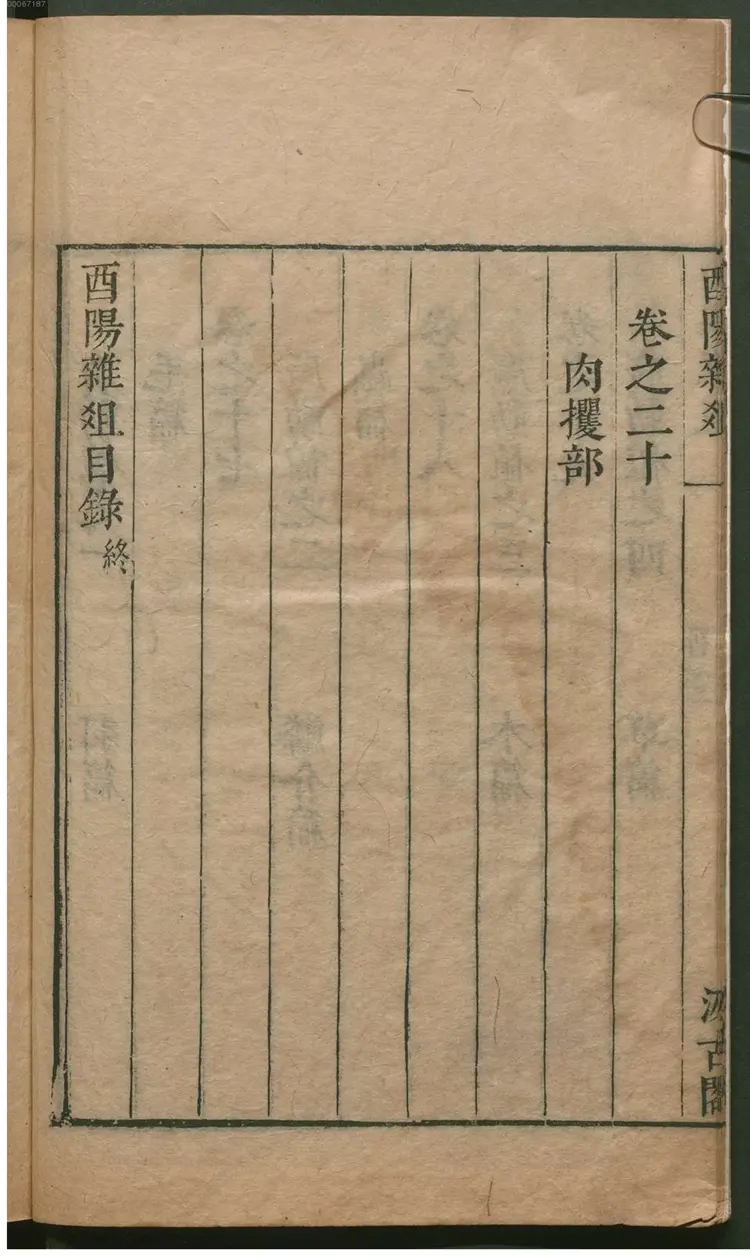 酉陽雜俎
卷之二十
肉攫部
酉陽雜俎目錄終
汲古閣
00067187